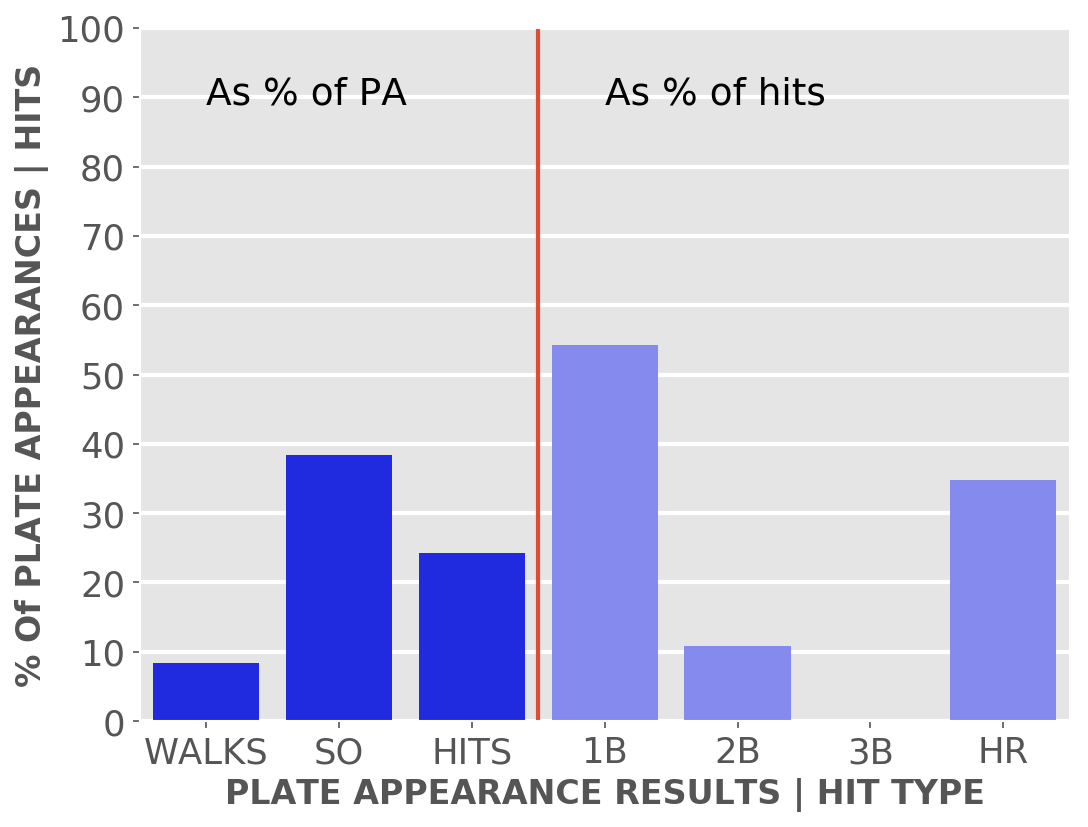 % Of PLATE APPEARANCES | HITS
100
90
80
70
60
50
40
30
20
10
0
As % of PA
As % of hits
WALKS SO HITS 1B 2B 3B HR
PLATE APPEARANCE RESULTS | HIT TYPE